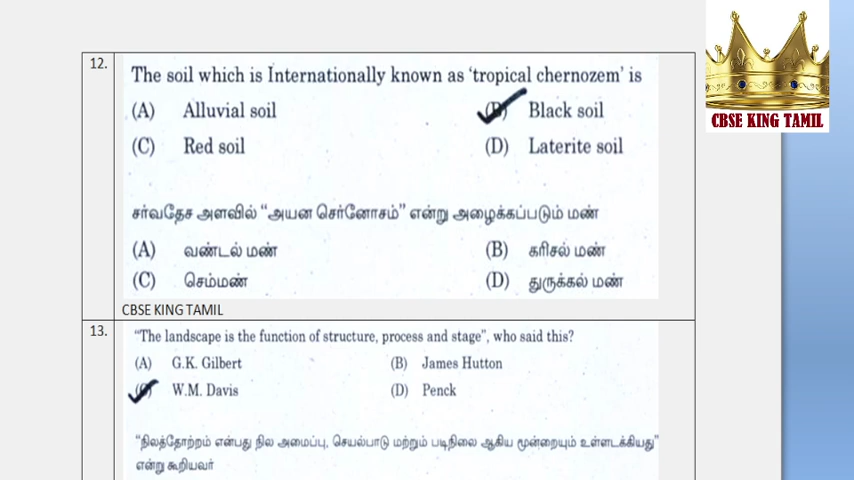 CBSE KING TAMIL
12.
The soil which is Internationally known as 'tropical chernozem' is
(A) Alluvial soil (B) Black soil
(C) Red soil (D) Laterite soil
சர்வதேச அளவில் "அயன செர்னோசம்" என்று அழைக்கப்படும் மண்
(A) வண்டல் மண் (B) கரிசல் மண்
(C) செம்மண் (D) துருக்கல் மண்
CBSE KING TAMIL
13.
"The landscape is the function of structure, process and stage", who said this?
(A) G.K. Gilbert (B) James Hutton
(C) W.M. Davis (D) Penck
"நிலத்தோற்றம் என்பது நில அமைப்பு, செயல்பாடு மற்றும் படிநிலை ஆகிய மூன்றையும் உள்ளடக்கியது"
என்று கூறியவர்